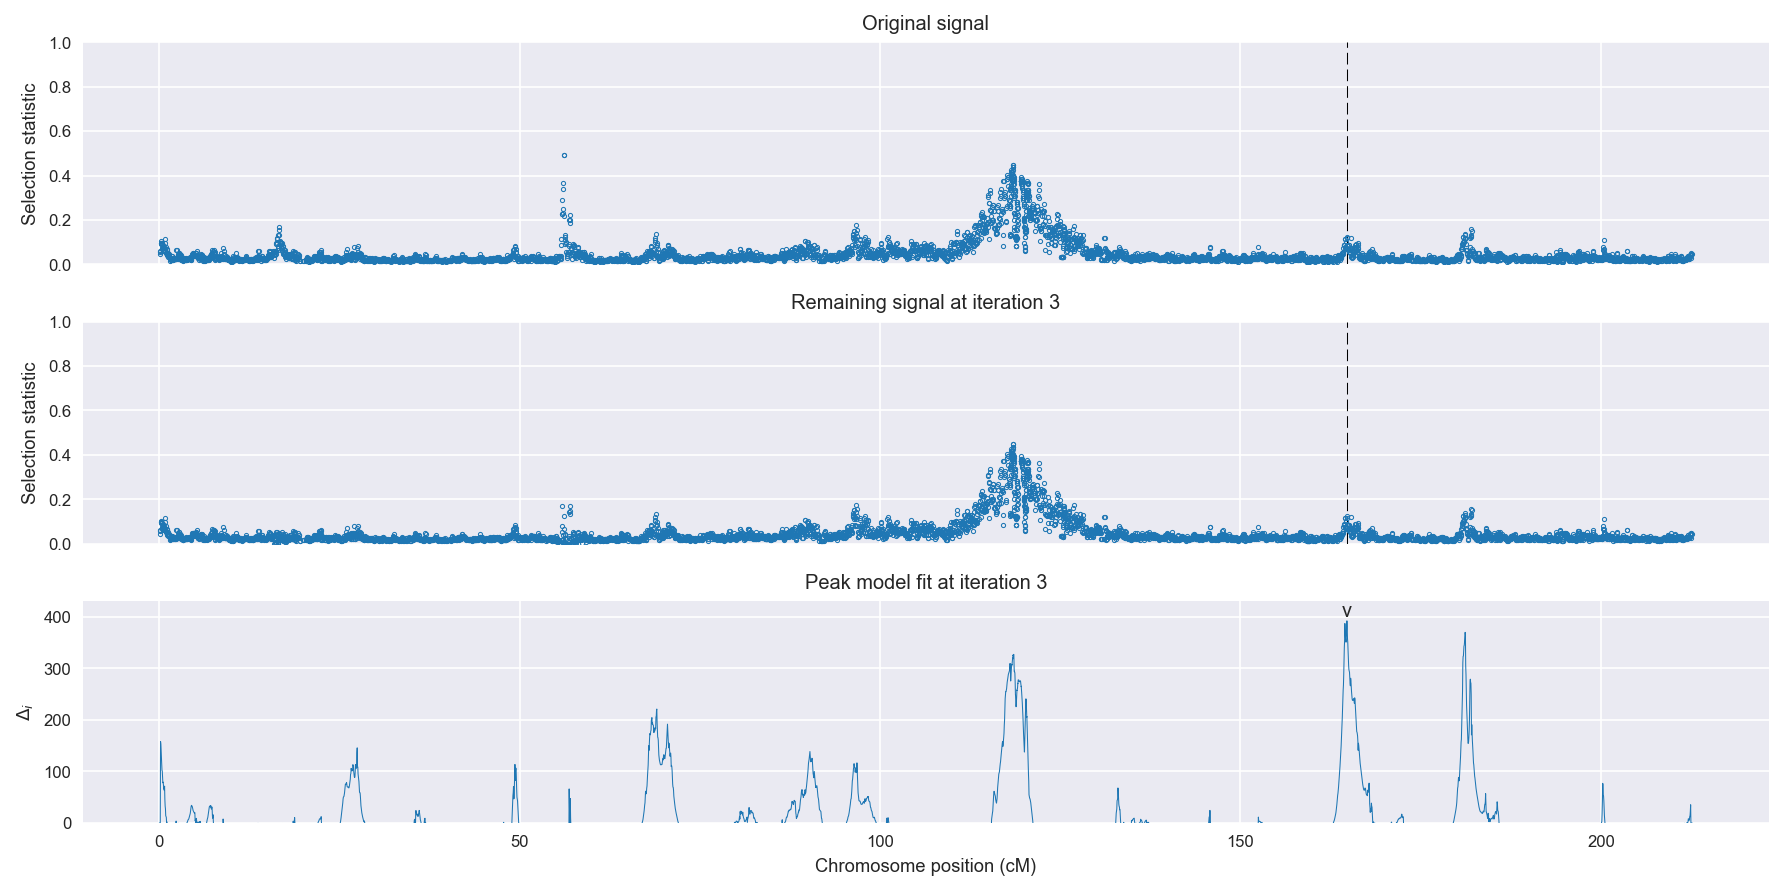 Original signal
1.0
0.8
0.6
0.4
0.2
0.0
Selection statistic
Remaining signal at iteration 3
1.0
0.8
0.6
0.4
0.2
0.0
Selection statistic
Peak model fit at iteration 3
v
400
300
200
100
0
Δi
0 50 100 150 200
Chromosome position (cM)